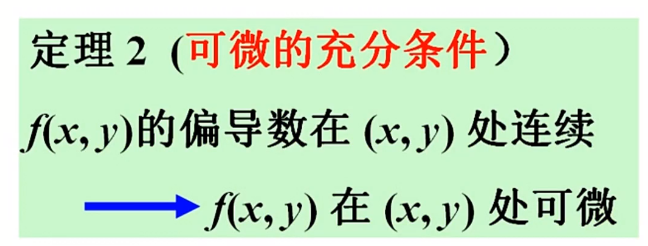 定理 2 (可微的充分条件)
f(x, y)的偏导数在 (x, y) 处连续
f(x, y) 在 (x, y) 处可微